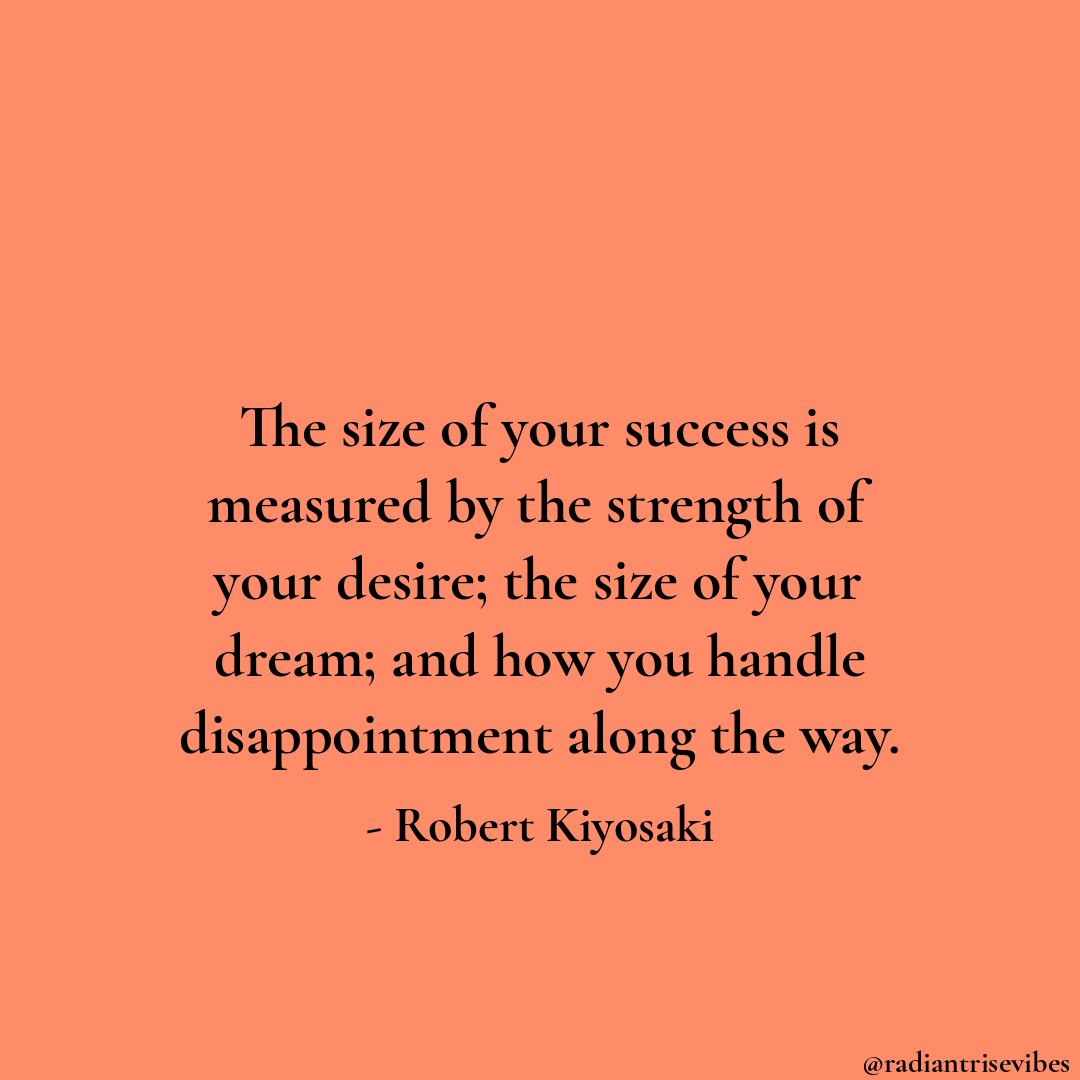 The size of your success is
measured by the strength of
your desire; the size of your
dream; and how you handle
disappointment along the way.
- Robert Kiyosaki
@radiantrisevibes